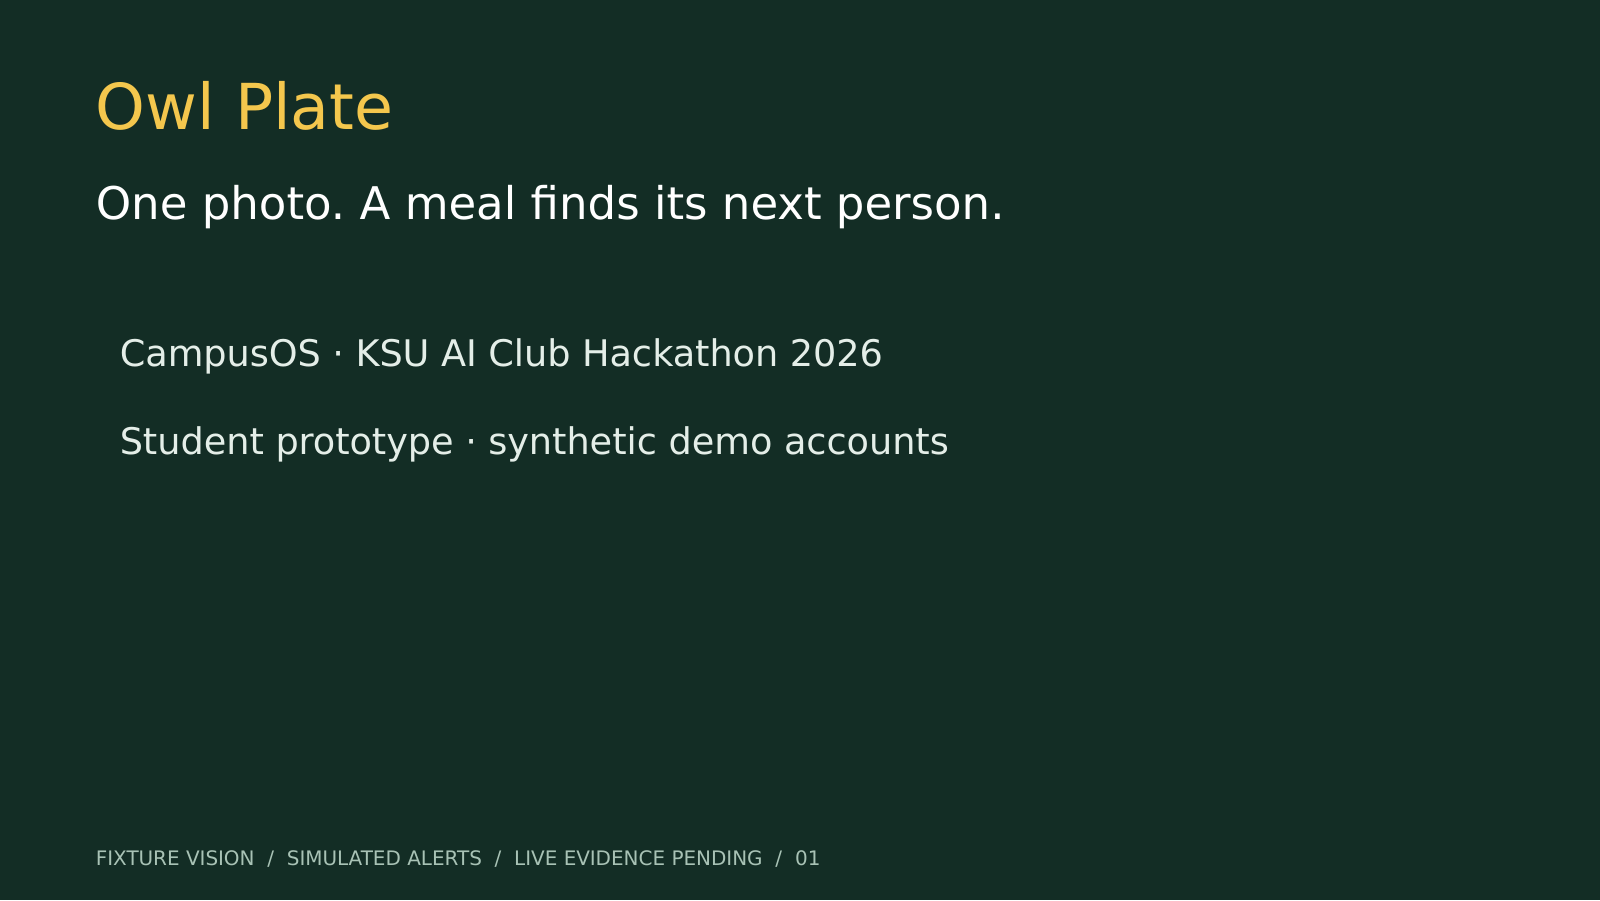 Owl Plate
One photo. A meal finds its next person.
CampusOS · KSU AI Club Hackathon 2026
Student prototype · synthetic demo accounts
FIXTURE VISION / SIMULATED ALERTS / LIVE EVIDENCE PENDING / 01